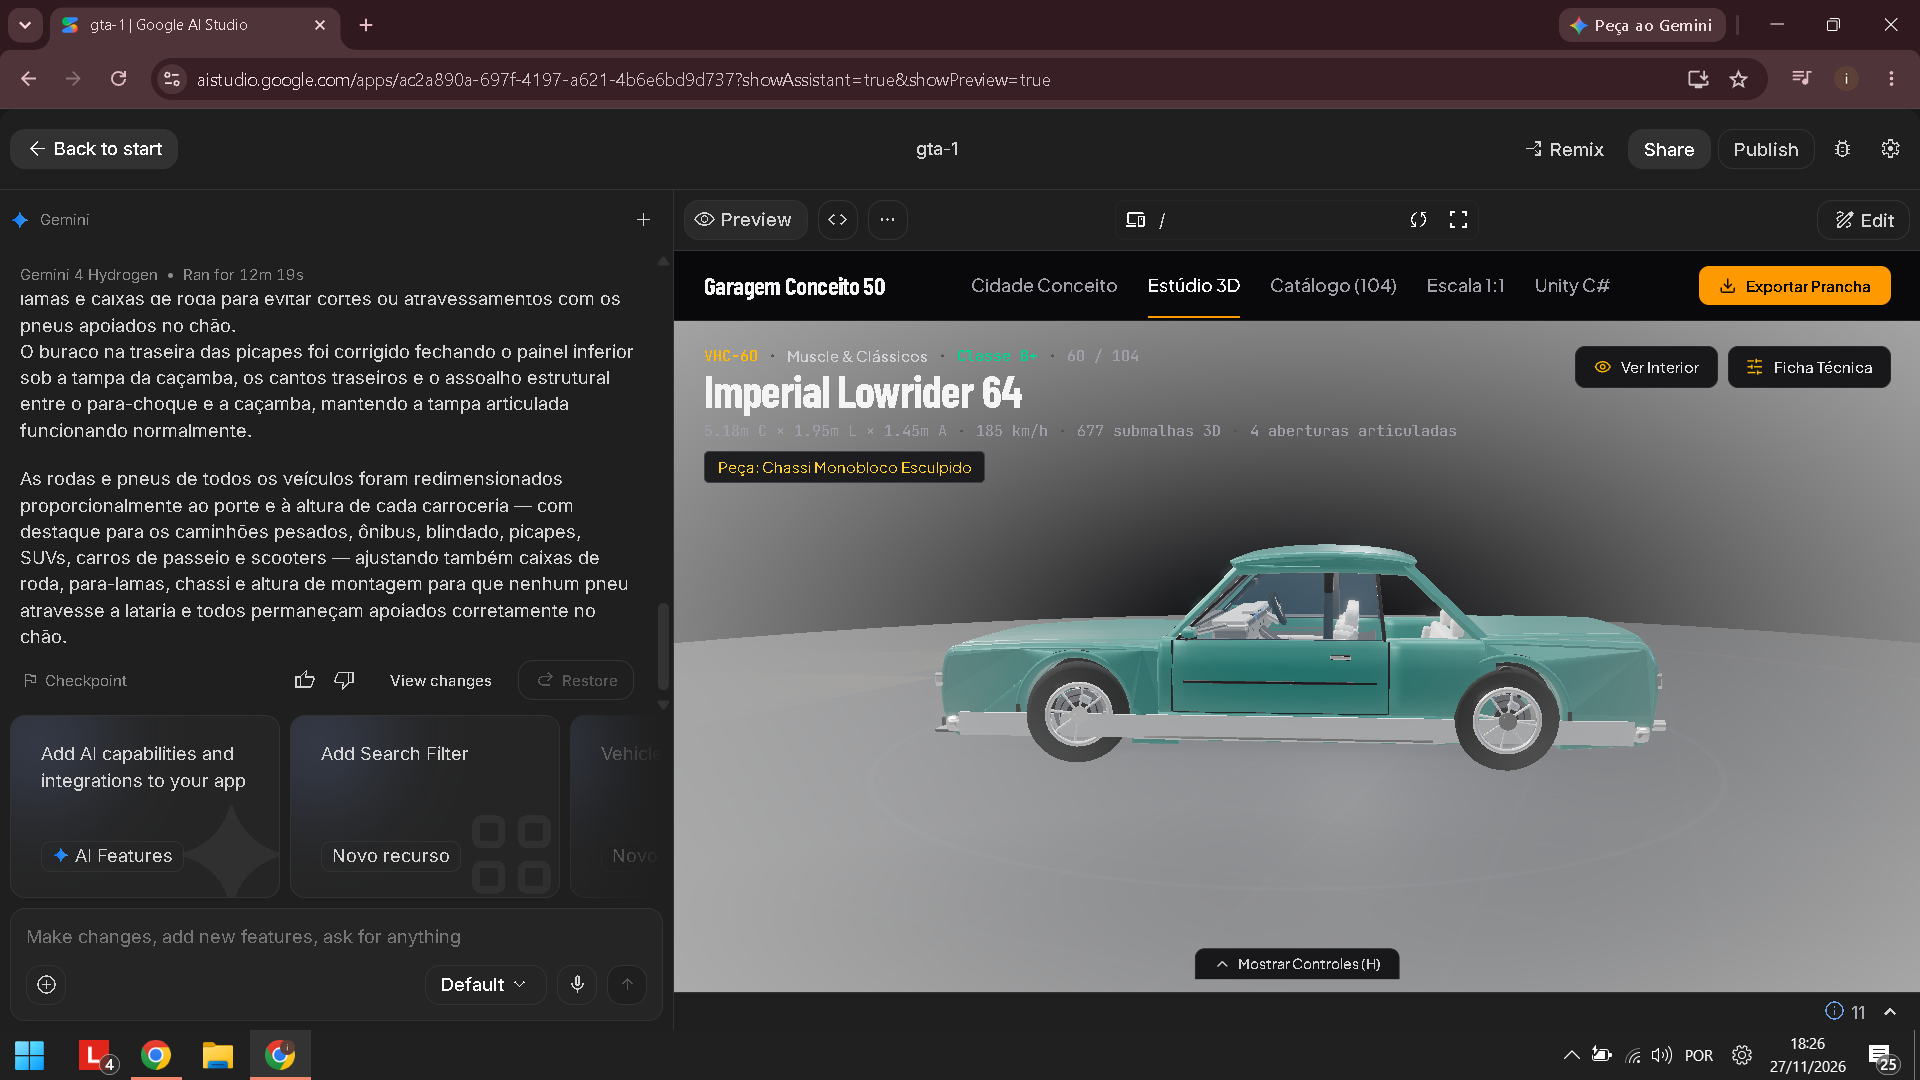 gta-1 | Google AI Studio
Peça ao Gemini
aistudio.google.com/apps/ac2a890a-697f-4197-a621-4b6e6bd9d737?showAssistant=true&showPreview=true
i
Back to start
gta-1
Remix
Share
Publish
Gemini
Preview
/
Edit
Gemini 4 Hydrogen • Ran for 12m 19s
lamas e caixas de roda para evitar cortes ou atravessamentos com os
pneus apoiados no chão.
O buraco na traseira das picapes foi corrigido fechando o painel inferior
sob a tampa da caçamba, os cantos traseiros e o assoalho estrutural
entre o para-choque e a caçamba, mantendo a tampa articulada
funcionando normalmente.
As rodas e pneus de todos os veículos foram redimensionados
proporcionalmente ao porte e à altura de cada carroceria — com
destaque para os caminhões pesados, ônibus, blindado, picapes,
SUVs, carros de passeio e scooters — ajustando também caixas de
roda, para-lamas, chassi e altura de montagem para que nenhum pneu
atravesse a lataria e todos permaneçam apoiados corretamente no
chão.
Checkpoint
View changes
Restore
Add AI capabilities and
integrations to your app
AI Features
Add Search Filter
Novo recurso
Vehicle
Novo
Make changes, add new features, ask for anything
Default
Garagem Conceito 50
Cidade Conceito
Estúdio 3D
Catálogo (104)
Escala 1:1
Unity C#
Exportar Prancha
VHC-60 · Muscle & Clássicos · Classe B- · 60 / 104
Imperial Lowrider 64
5.18m C × 1.95m L × 1.45m A · 185 km/h · 677 submalhas 3D · 4 aberturas articuladas
Peça: Chassi Monobloco Esculpido
Ver Interior
Ficha Técnica
Mostrar Controles (H)
11
L
4
i
POR
18:26
27/11/2026
25